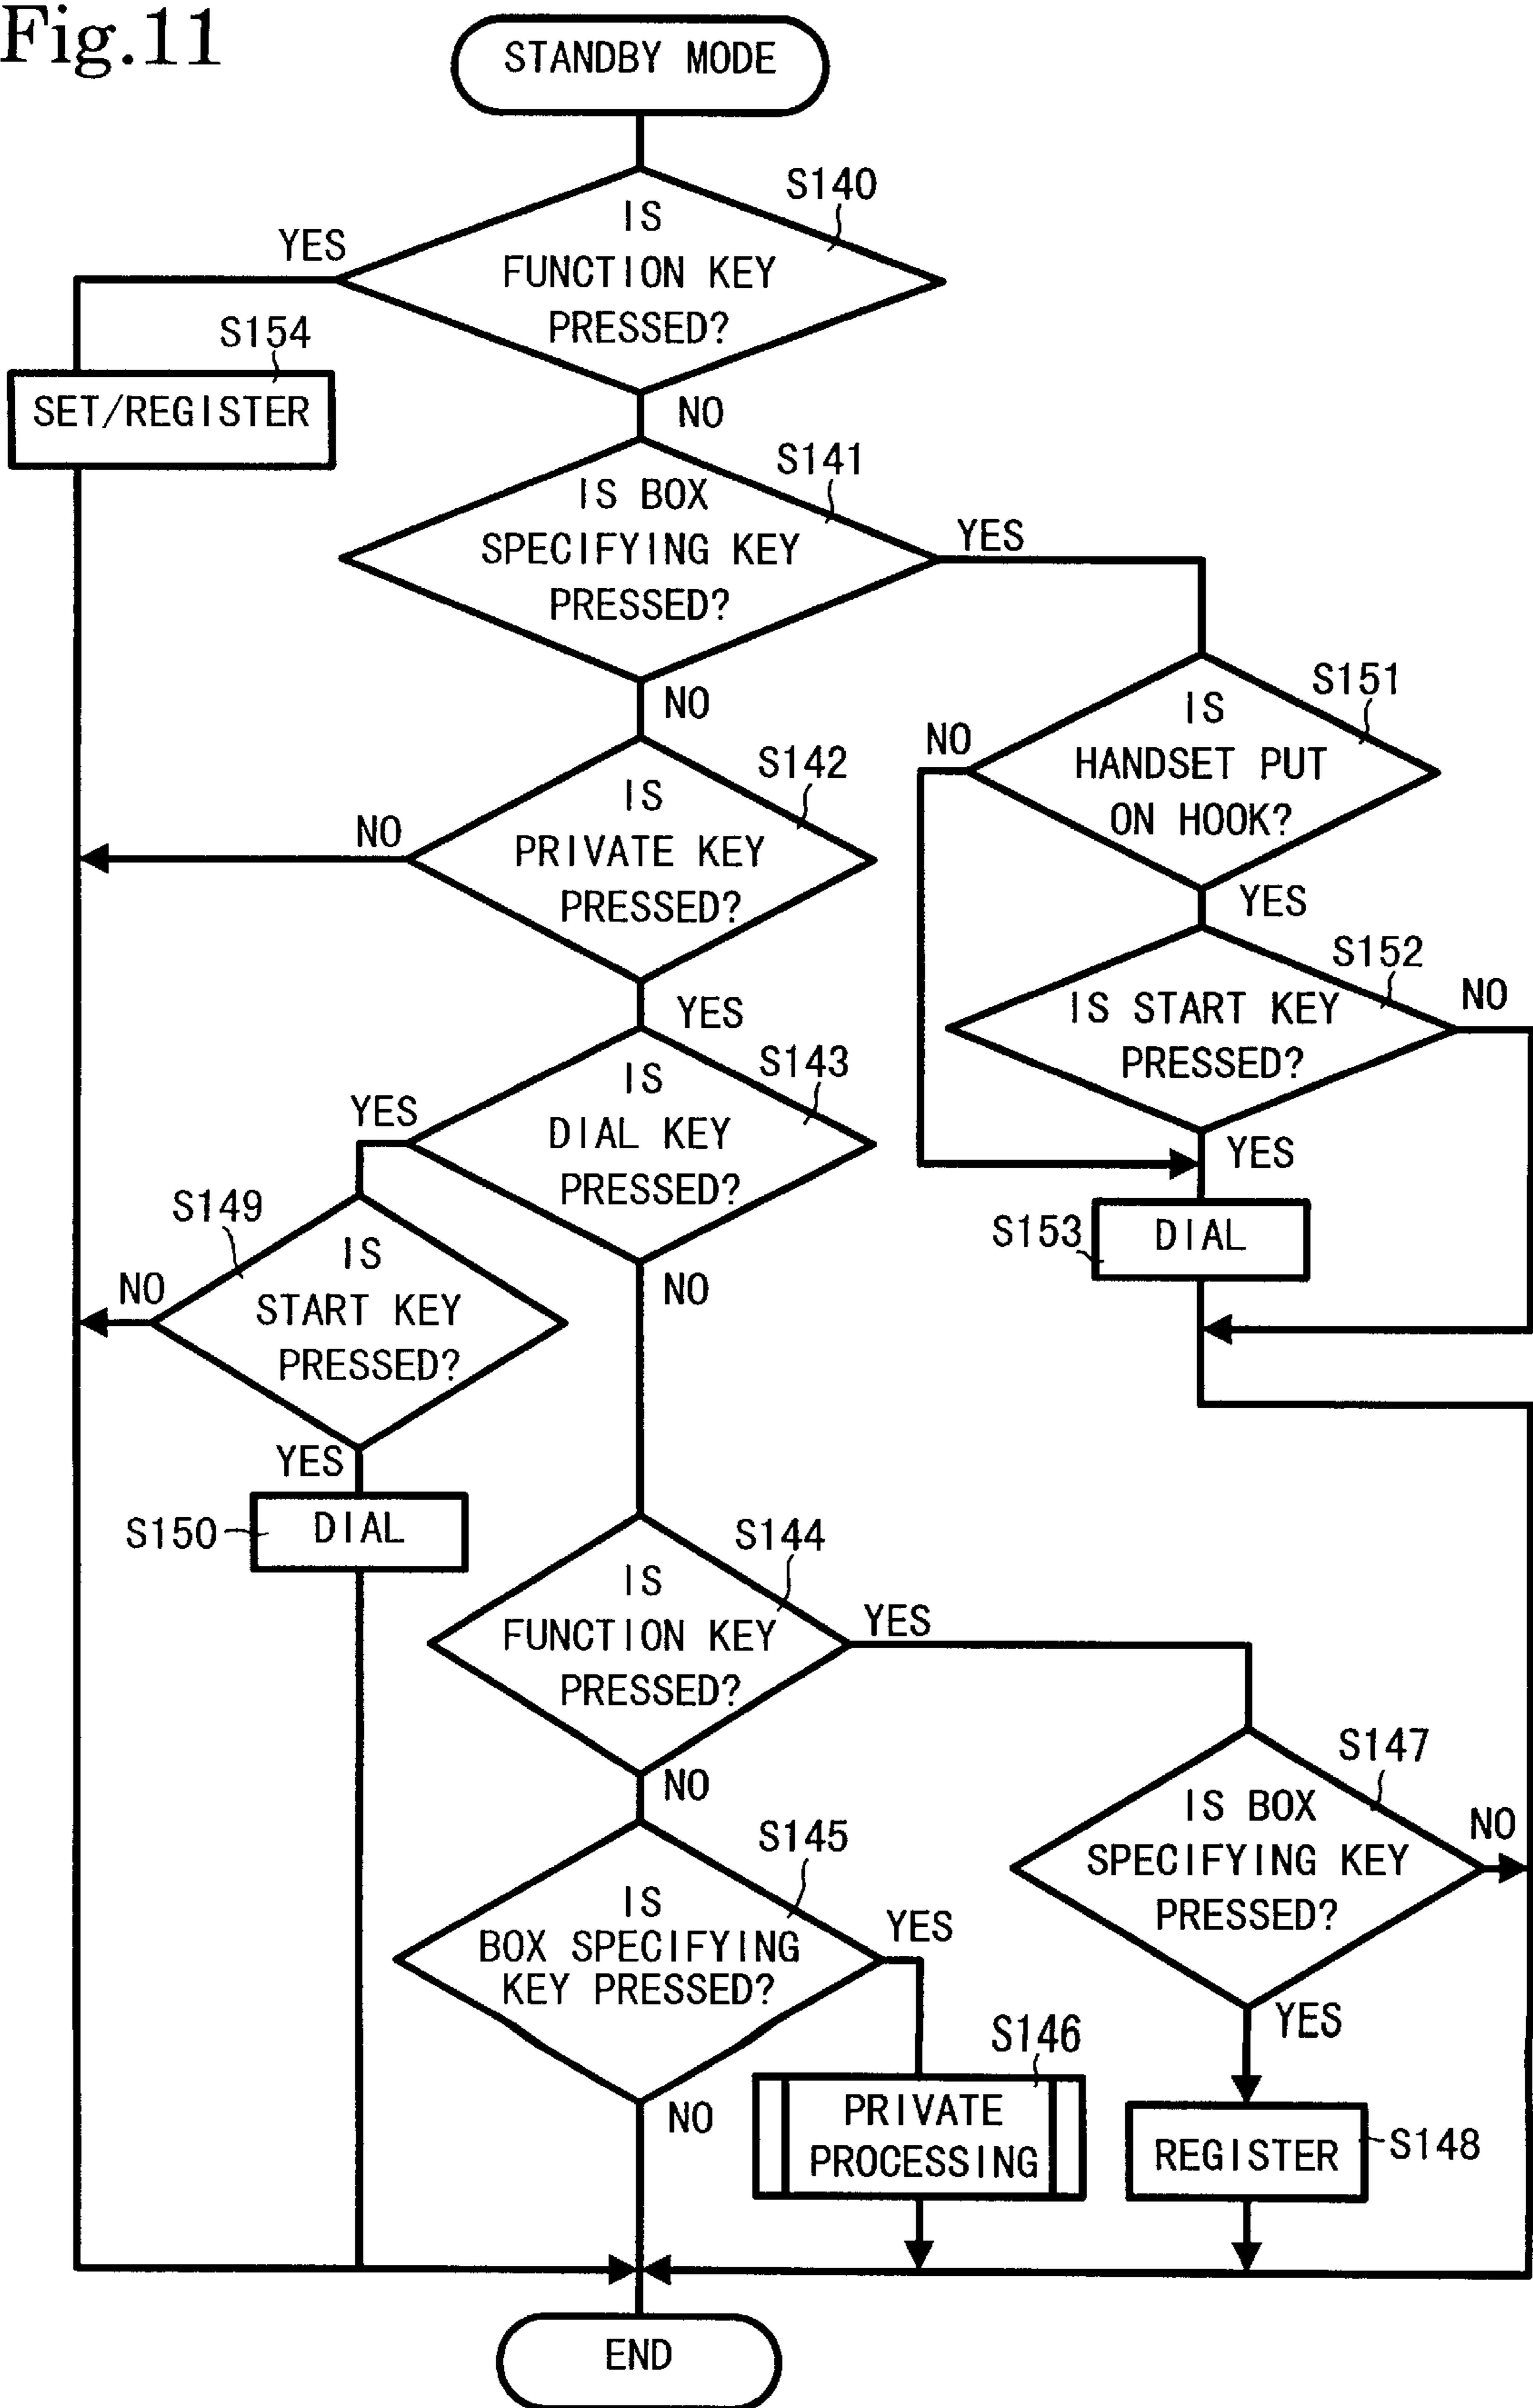 Fig.11
STANDBY MODE
S140
IS
FUNCTION KEY
PRESSED?
YES
NO
S154
SET/REGISTER
S141
IS BOX
SPECIFYING KEY
PRESSED?
YES
NO
S151
IS
HANDSET PUT
ON HOOK?
NO
YES
S142
IS
PRIVATE KEY
PRESSED?
NO
YES
S152
IS START KEY
PRESSED?
NO
YES
S143
IS
DIAL KEY
PRESSED?
YES
NO
S153
DIAL
S149
IS
START KEY
PRESSED?
NO
YES
S150
DIAL
S144
IS
FUNCTION KEY
PRESSED?
YES
NO
S147
IS BOX
SPECIFYING KEY
PRESSED?
NO
YES
S145
IS
BOX SPECIFYING
KEY PRESSED?
YES
NO
S146
PRIVATE
PROCESSING
REGISTER
S148
END